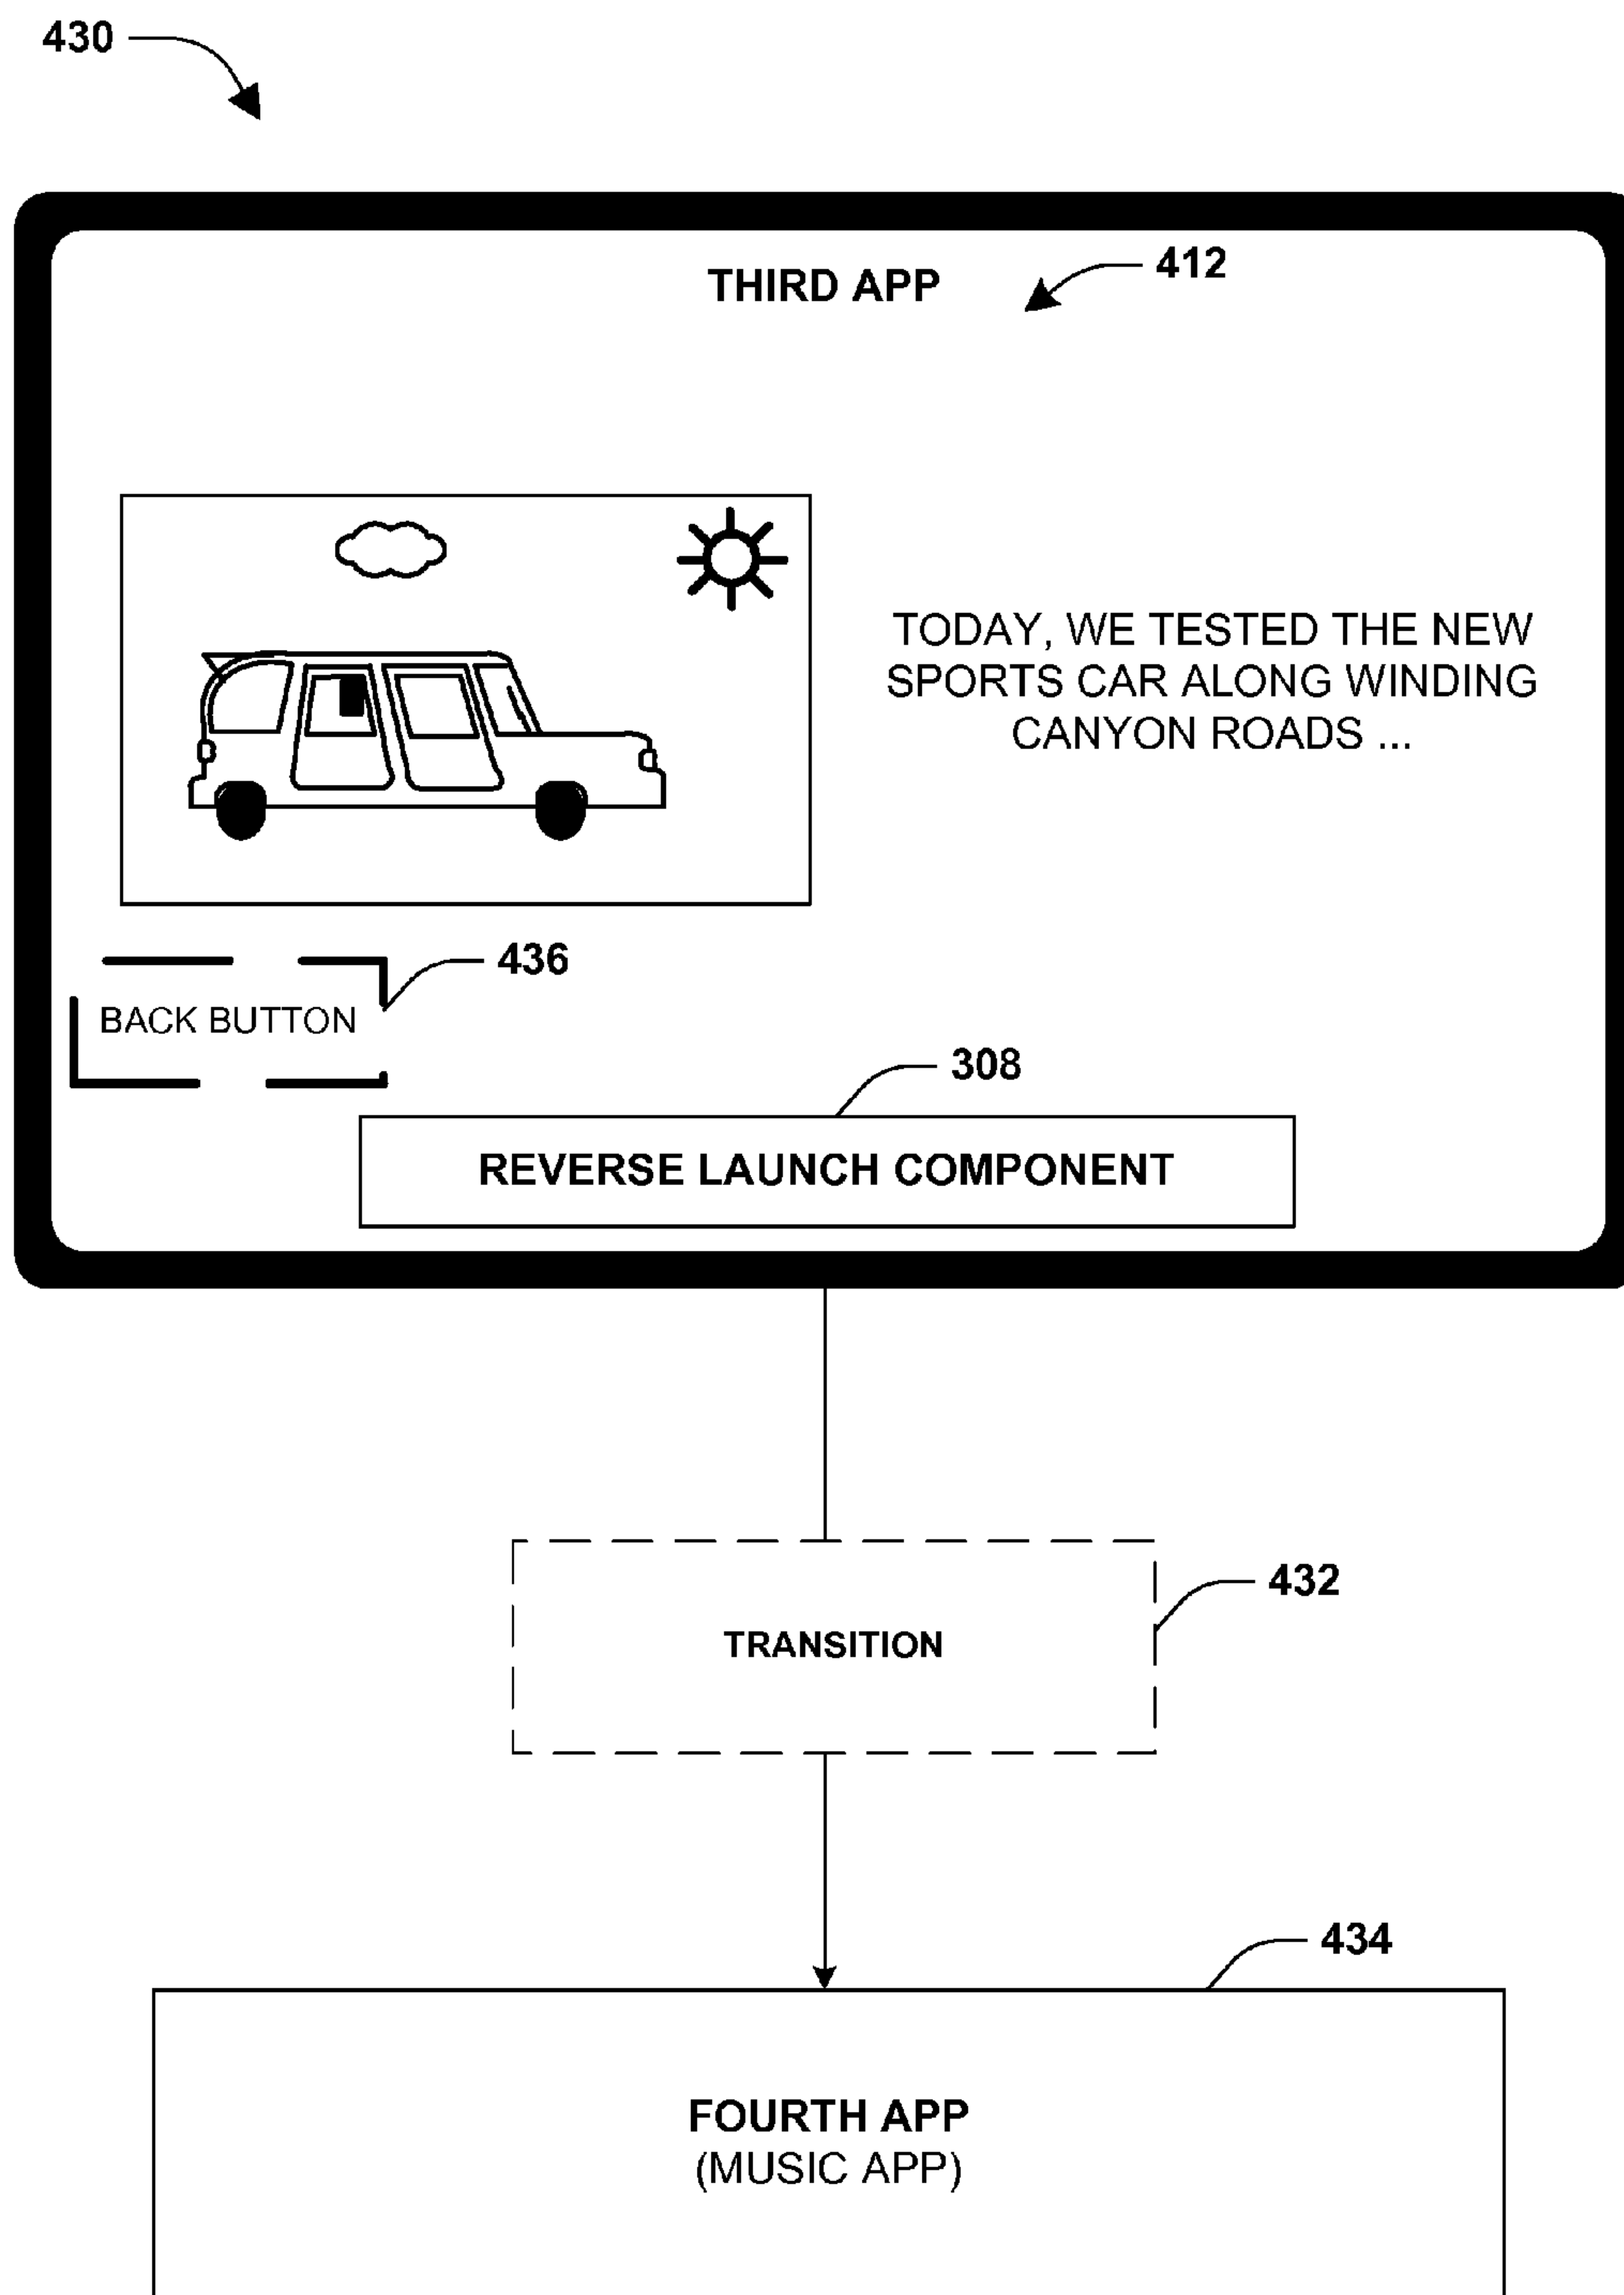 430
THIRD APP
412
TODAY, WE TESTED THE NEW
SPORTS CAR ALONG WINDING
CANYON ROADS ...
436
BACK BUTTON
308
REVERSE LAUNCH COMPONENT
432
TRANSITION
434
FOURTH APP
(MUSIC APP)